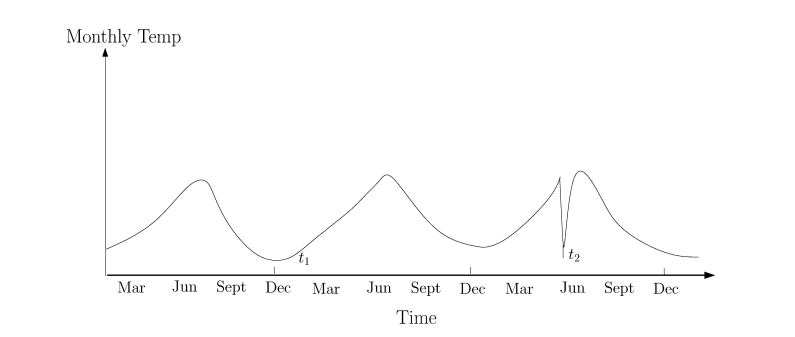 Monthly Temp
t₁
t₂
Mar Jun Sept Dec Mar Jun Sept Dec Mar Jun Sept Dec
Time